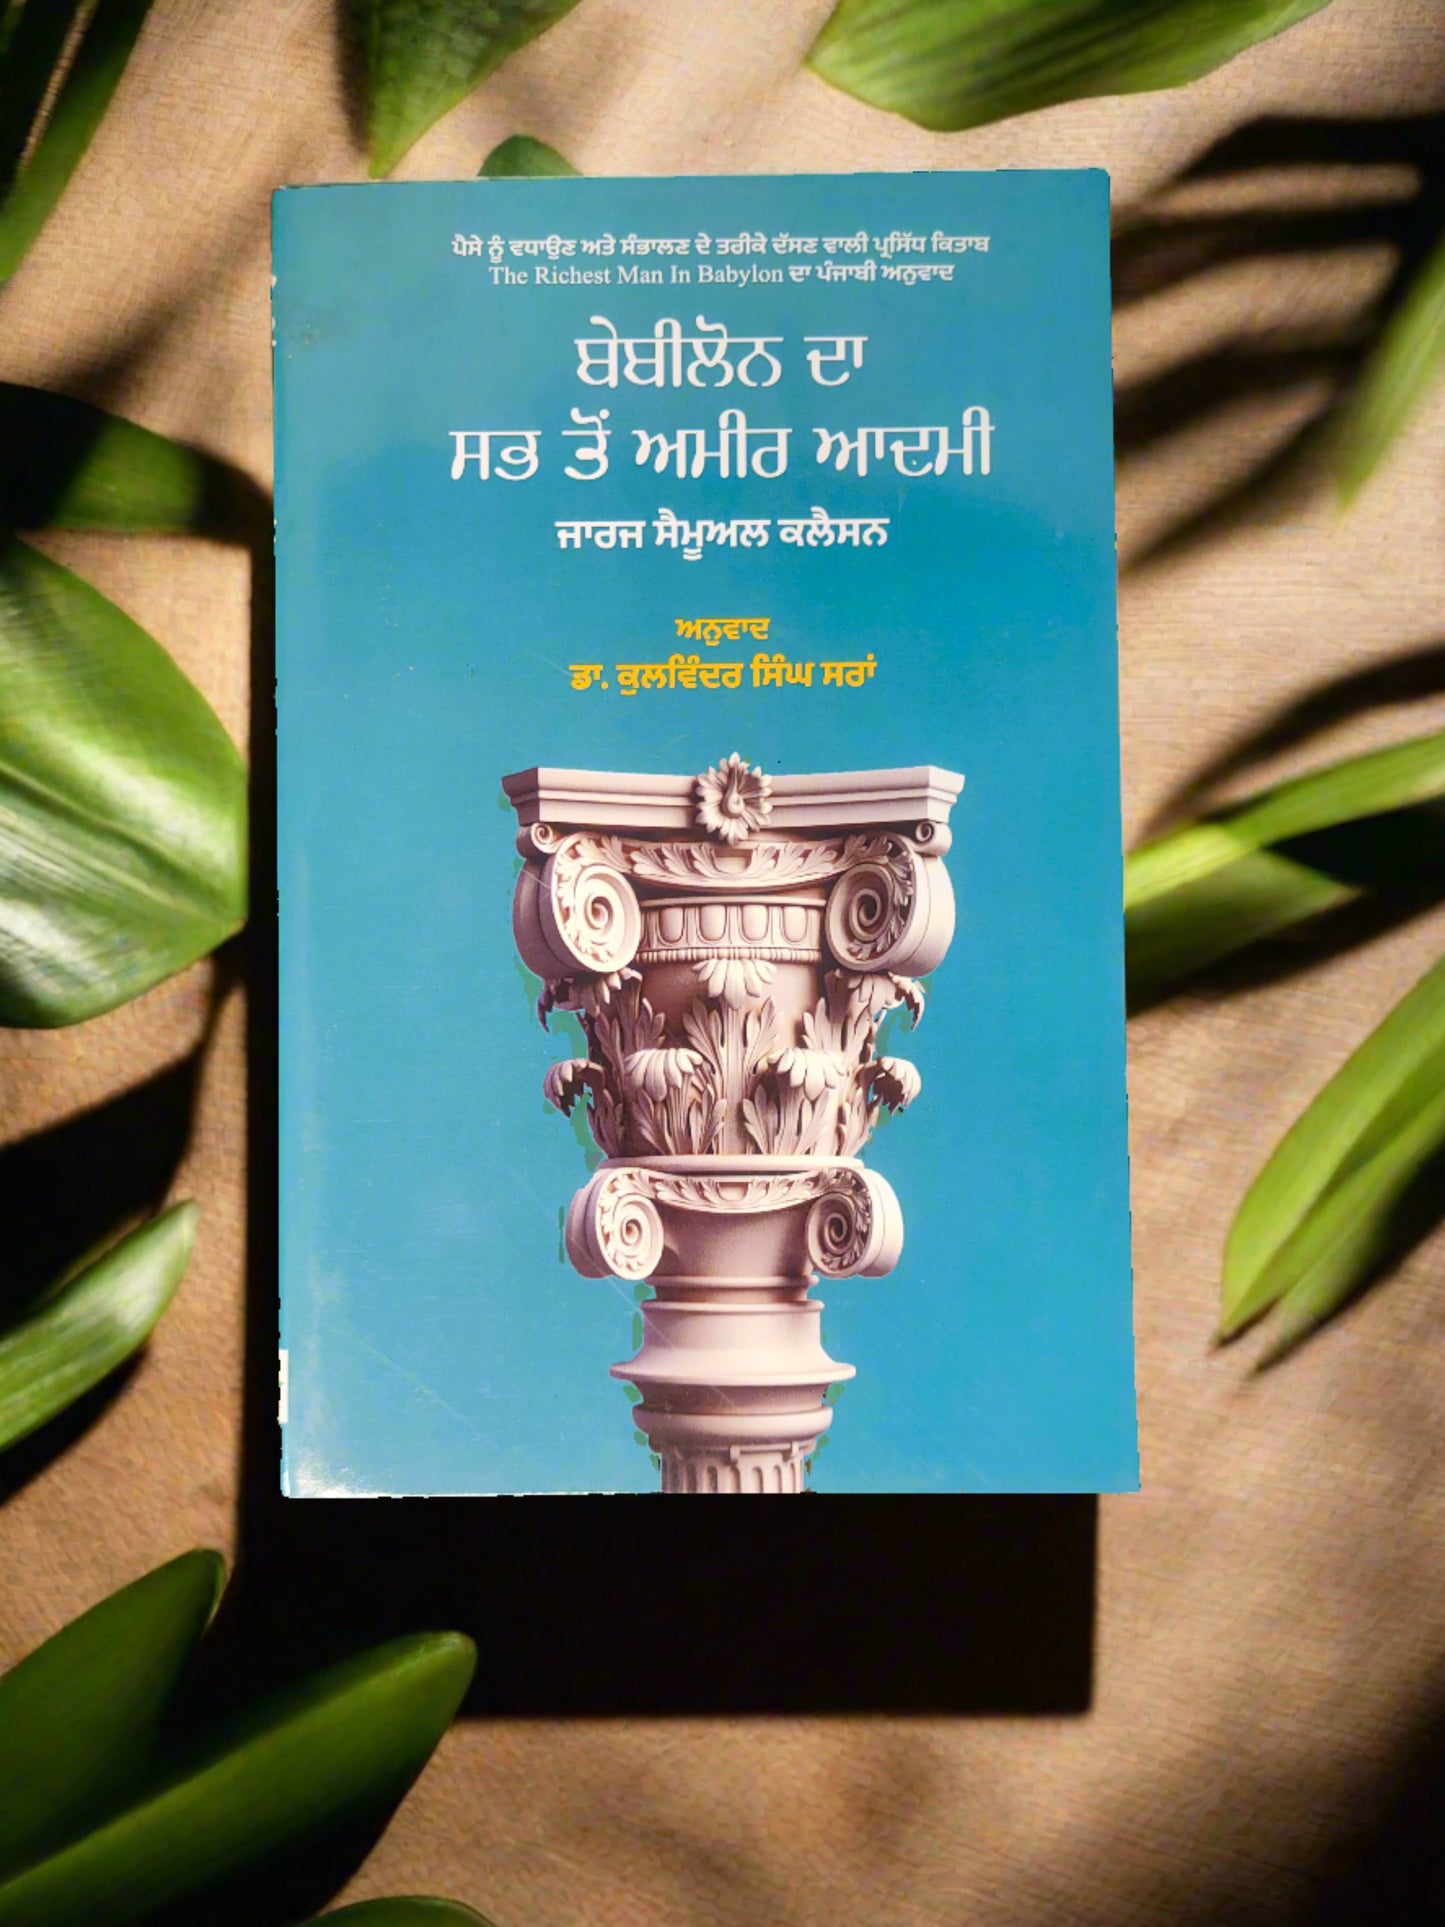 ਪੈਸੇ ਨੂੰ ਵਧਾਉਣ ਅਤੇ ਸੰਭਾਲਣ ਦੇ ਤਰੀਕੇ ਦੱਸਣ ਵਾਲੀ ਪ੍ਰਸਿੱਧ ਕਿਤਾਬ
The Richest Man In Babylon ਦਾ ਪੰਜਾਬੀ ਅਨੁਵਾਦ
ਬੇਬੀਲੋਨ ਦਾ
ਸਭ ਤੋਂ ਅਮੀਰ ਆਦਮੀ
ਜਾਰਜ ਸੈਮੂਅਲ ਕਲੈਸਨ
ਅਨੁਵਾਦ
ਡਾ. ਕੁਲਵਿੰਦਰ ਸਿੰਘ ਸਰਾਂ